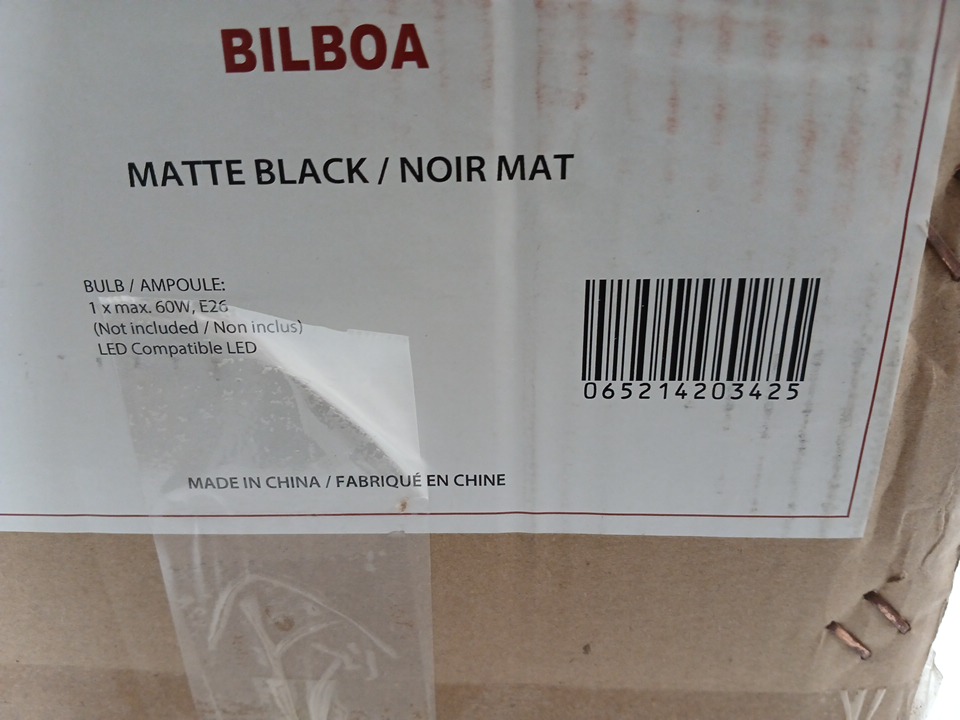 BILBOA
MATTE BLACK / NOIR MAT
BULB / AMPOULE:
1 x max. 60W, E26
(Not included / Non inclus)
LED Compatible LED
065214203425
MADE IN CHINA / FABRIQUÉ EN CHINE